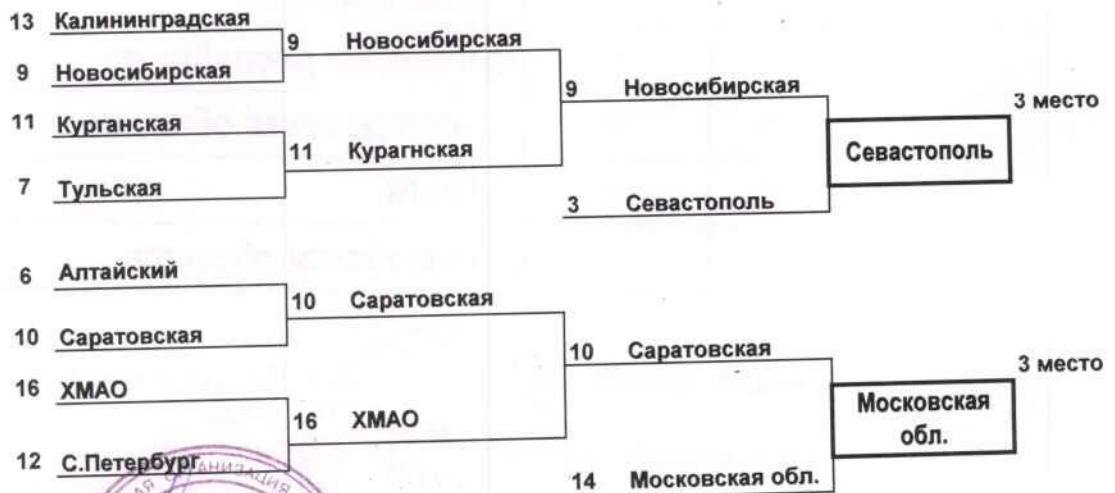 13 Калининградская
9 Новосибирская
9 Новосибирская
9 Новосибирская
3 место
11 Курганская
Севастополь
11 Курагнская
7 Тульская
3 Севастополь
6 Алтайский
10 Саратовская
10 Саратовская
10 Саратовская
3 место
16 ХМАО
Московская
обл.
16 ХМАО
12 С.Петербург
14 Московская обл.
АНИЗАЦИЯ